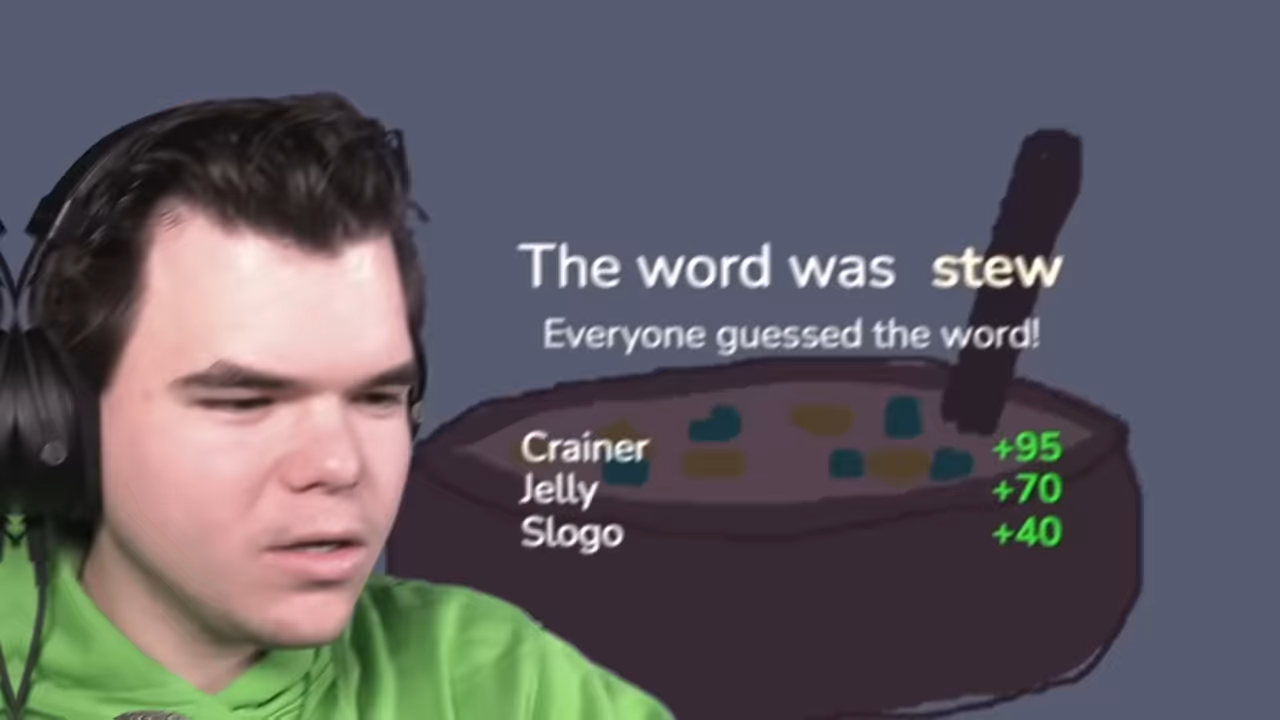 The word was stew
Everyone guessed the word!
Crainer +95
Jelly +70
Slogo +40